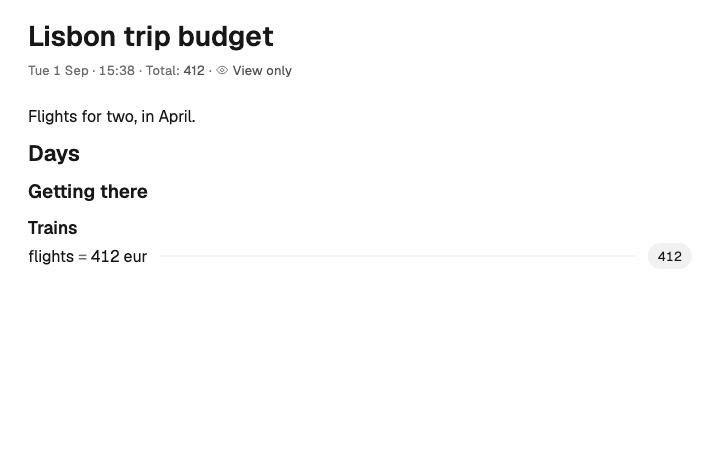 Lisbon trip budget
Tue 1 Sep · 15:38 · Total: 412 · View only
Flights for two, in April.
Days
Getting there
Trains
flights = 412 eur 412